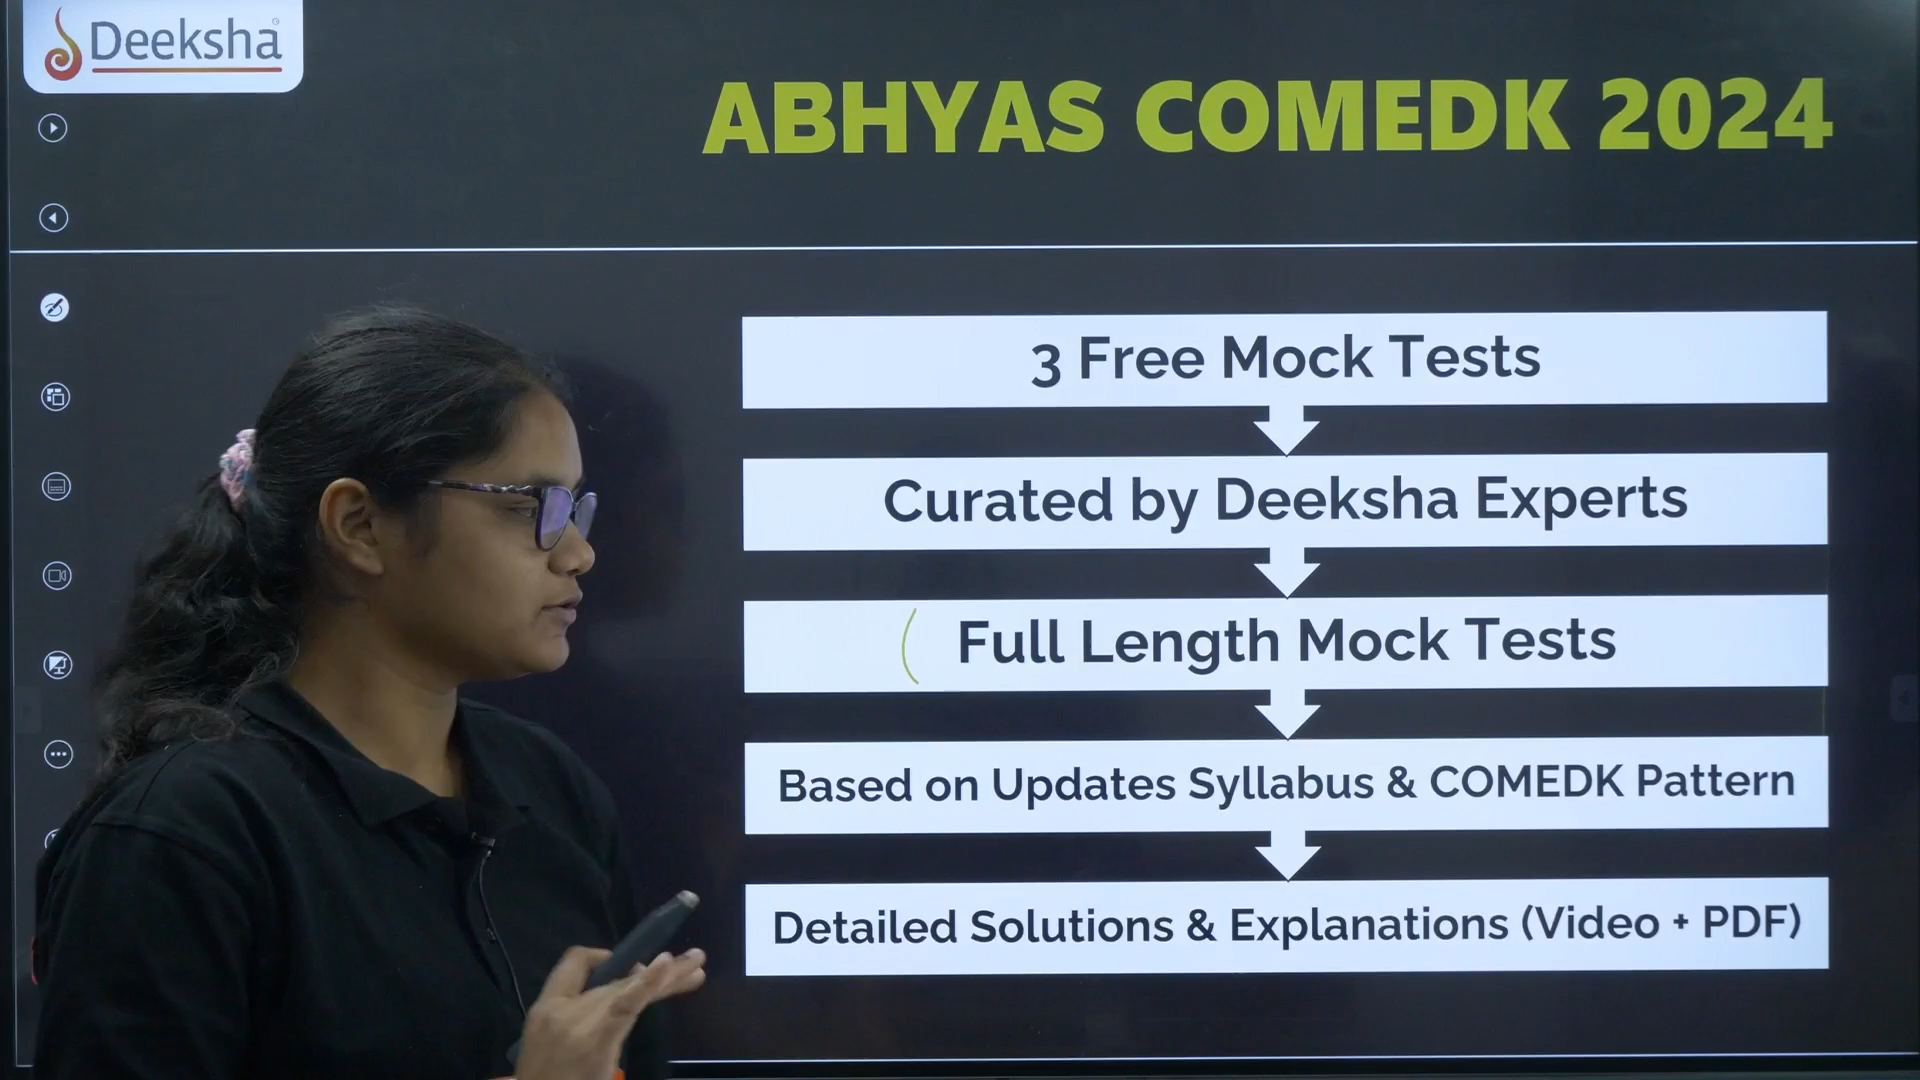 Deeksha
ABHYAS COMEDK 2024
3 Free Mock Tests
Curated by Deeksha Experts
Full Length Mock Tests
Based on Updates Syllabus & COMEDK Pattern
Detailed Solutions & Explanations (Video + PDF)